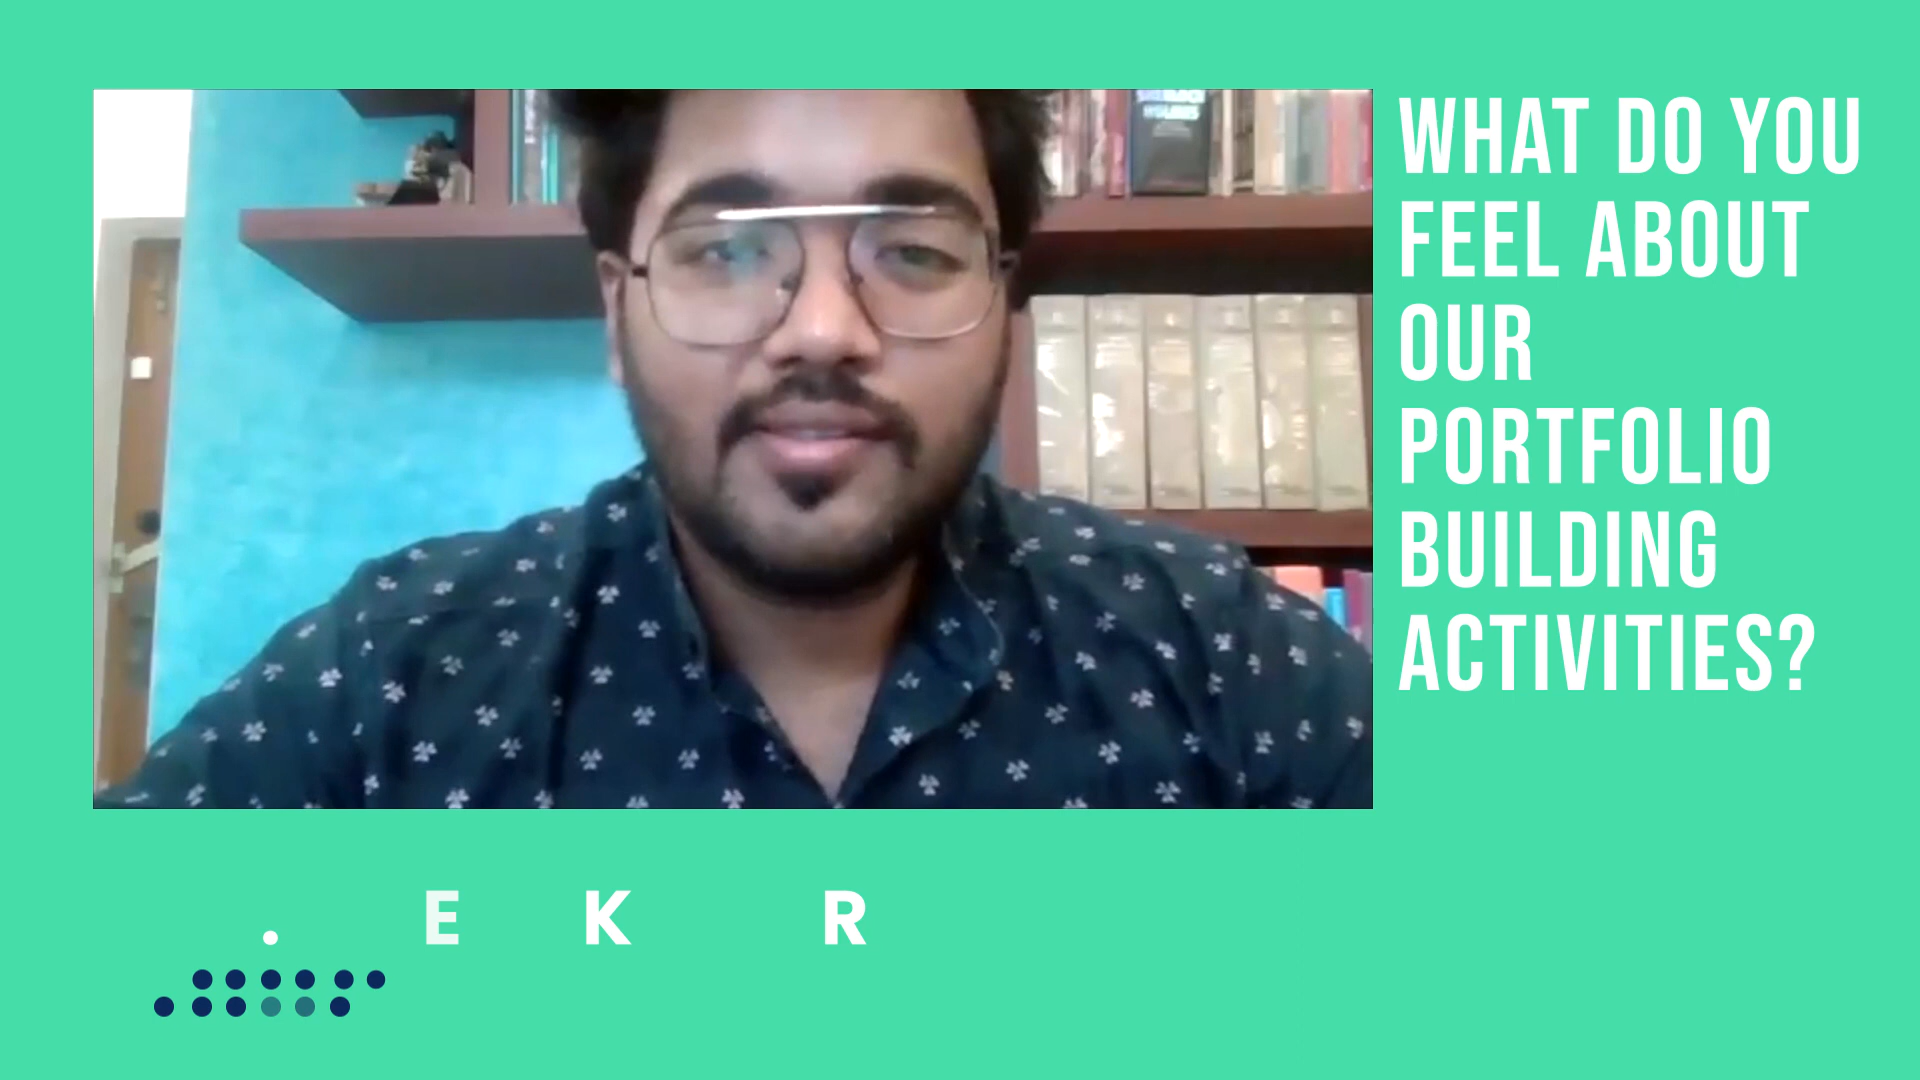 WHAT DO YOU
FEEL ABOUT
OUR
PORTFOLIO
BUILDING
ACTIVITIES?
. E K R